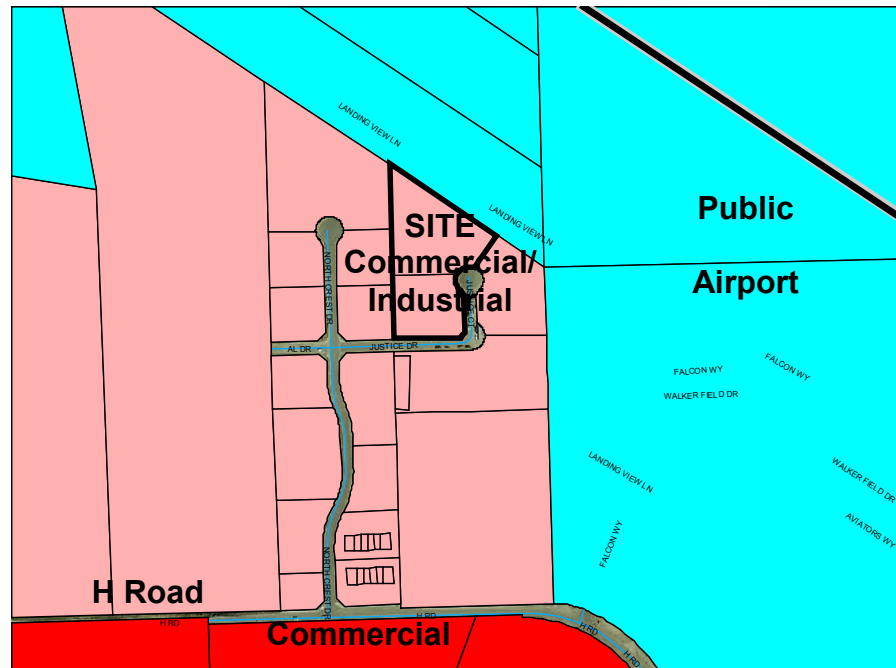 LANDING VIEW LN
Public
SITE
LANDING VIEW LN
Commercial/
Airport
Industrial
NORTH CREST DR
JUSTICE CT
AL DR
JUSTICE DR
FALCON WY
FALCON WY
WALKER FIELD DR
LANDING VIEW LN
WALKER FIELD DR
AVIATORS WY
FALCON WY
NORTH CREST DR
H Road
H RD
H RD
Commercial
H RD
H RD